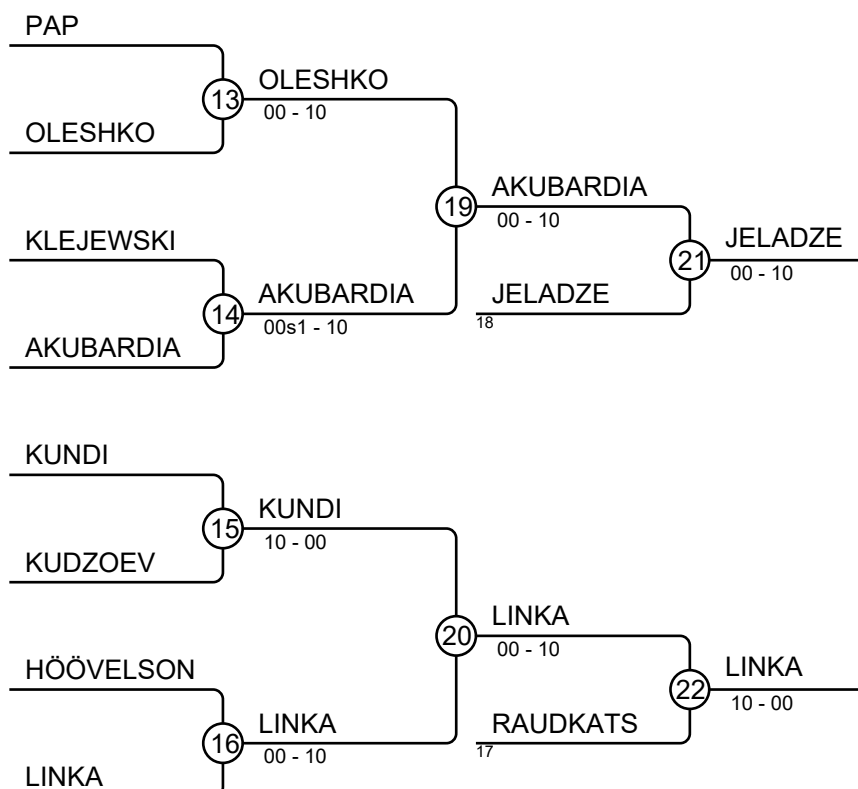 PAP
13
OLESHKO
00 - 10
OLESHKO
19
AKUBARDIA
00 - 10
KLEJEWSKI
21
JELADZE
00 - 10
14
AKUBARDIA
00s1 - 10
JELADZE
18
AKUBARDIA
KUNDI
15
KUNDI
10 - 00
KUDZOEV
20
LINKA
00 - 10
HÖÖVELSON
22
LINKA
10 - 00
16
LINKA
00 - 10
RAUDKATS
17
LINKA